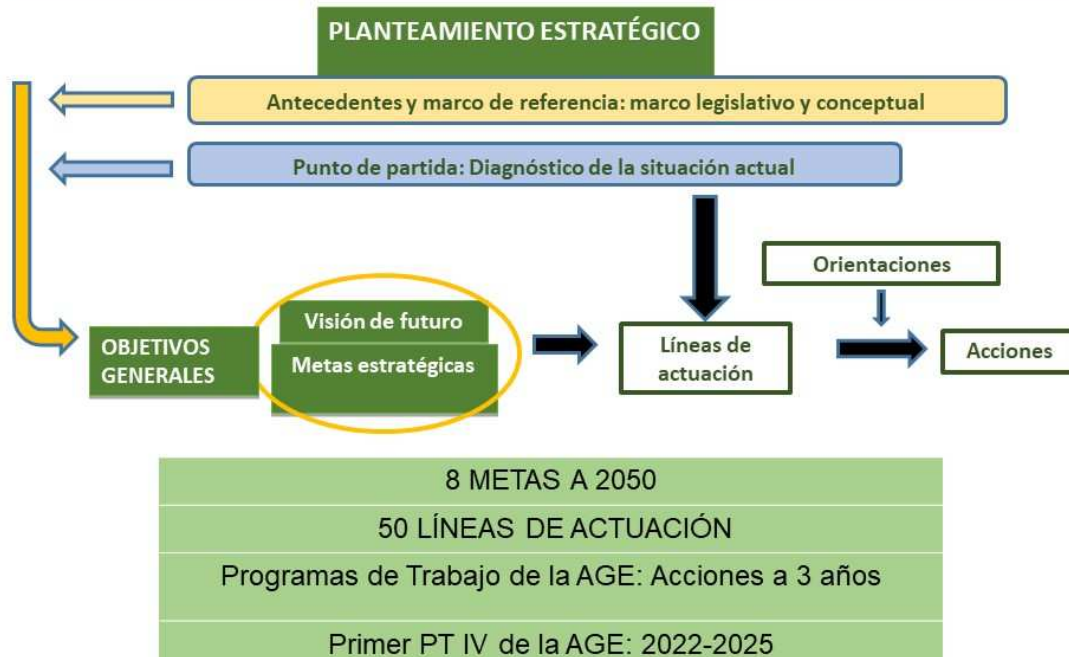 PLANTEAMIENTO ESTRATÉGICO
Antecedentes y marco de referencia: marco legislativo y conceptual
Punto de partida: Diagnóstico de la situación actual
Orientaciones
Visión de futuro
OBJETIVOS
GENERALES
Metas estratégicas
Líneas de
actuación
Acciones
8 METAS A 2050
50 LÍNEAS DE ACTUACIÓN
Programas de Trabajo de la AGE: Acciones a 3 años
Primer PT IV de la AGE: 2022-2025